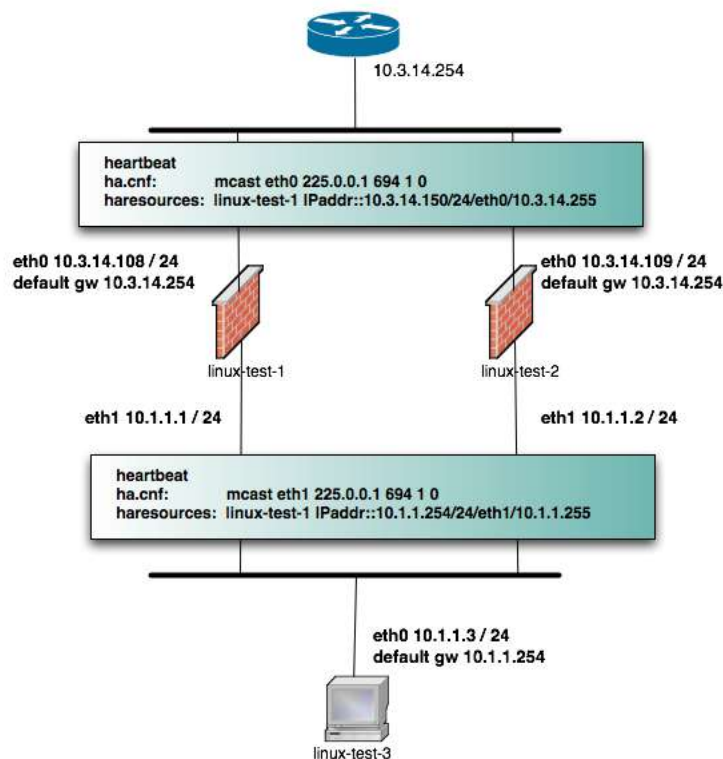 10.3.14.254
heartbeat
ha.cnf: mcast eth0 225.0.0.1 694 1 0
haresources: linux-test-1 IPaddr::10.3.14.150/24/eth0/10.3.14.255
eth0 10.3.14.108 / 24
default gw 10.3.14.254
eth0 10.3.14.109 / 24
default gw 10.3.14.254
linux-test-1
linux-test-2
eth1 10.1.1.1 / 24
eth1 10.1.1.2 / 24
heartbeat
ha.cnf: mcast eth1 225.0.0.1 694 1 0
haresources: linux-test-1 IPaddr::10.1.1.254/24/eth1/10.1.1.255
eth0 10.1.1.3 / 24
default gw 10.1.1.254
linux-test-3